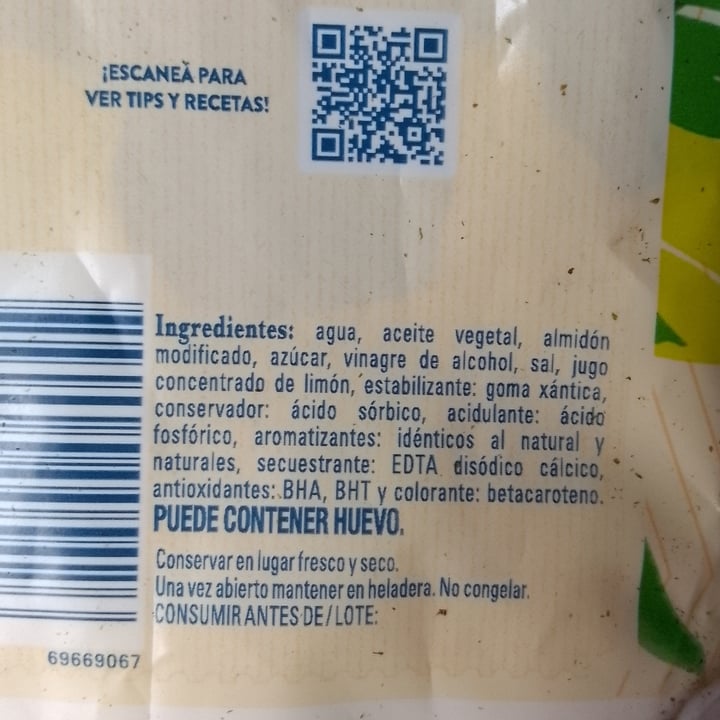 ¡ESCANEÁ PARA
VER TIPS Y RECETAS!
Ingredientes: agua, aceite vegetal, almidón
modificado, azúcar, vinagre de alcohol, sal, jugo
concentrado de limón, estabilizante: goma xántica,
conservador: ácido sórbico, acidulante: ácido
fosfórico, aromatizantes: idénticos al natural y
naturales, secuestrante: EDTA disódico cálcico,
antioxidantes: BHA, BHT y colorante: betacaroteno.
PUEDE CONTENER HUEVO.
Conservar en lugar fresco y seco.
Una vez abierto mantener en heladera. No congelar.
CONSUMIR ANTES DE/LOTE:
69669067